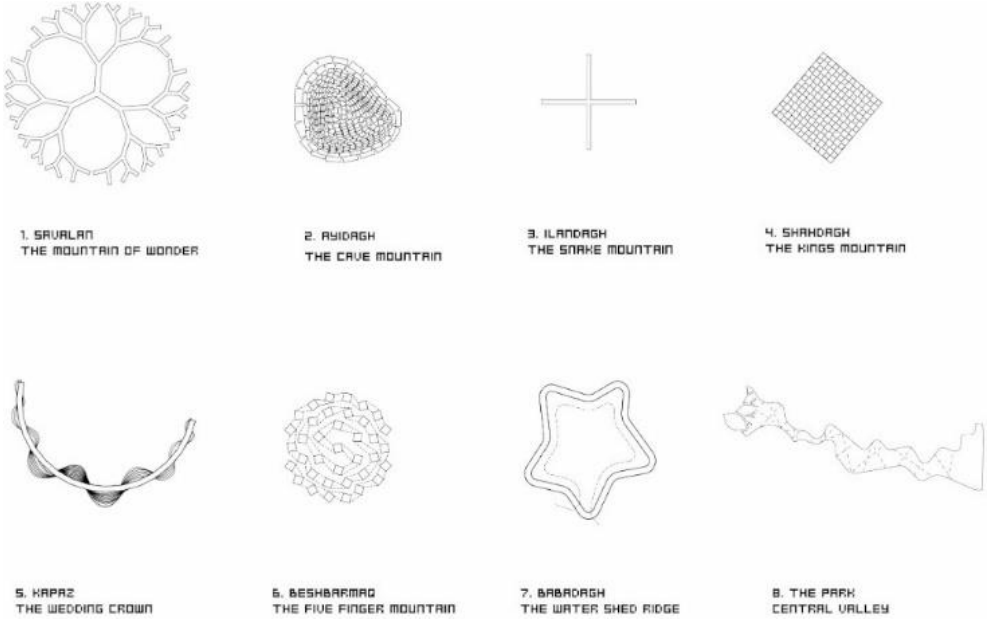 1. SAVALAN
THE MOUNTAIN OF WONDER
2. AYIDAGH
THE CAVE MOUNTAIN
3. ILANDAGH
THE SNAKE MOUNTAIN
4. SHAHDAGH
THE KINGS MOUNTAIN
5. KAPAZ
THE WEDDING CROWN
6. BESHBARMAQ
THE FIVE FINGER MOUNTAIN
7. BABADAGH
THE WATER SHED RIDGE
8. THE PARK
CENTRAL VALLEY